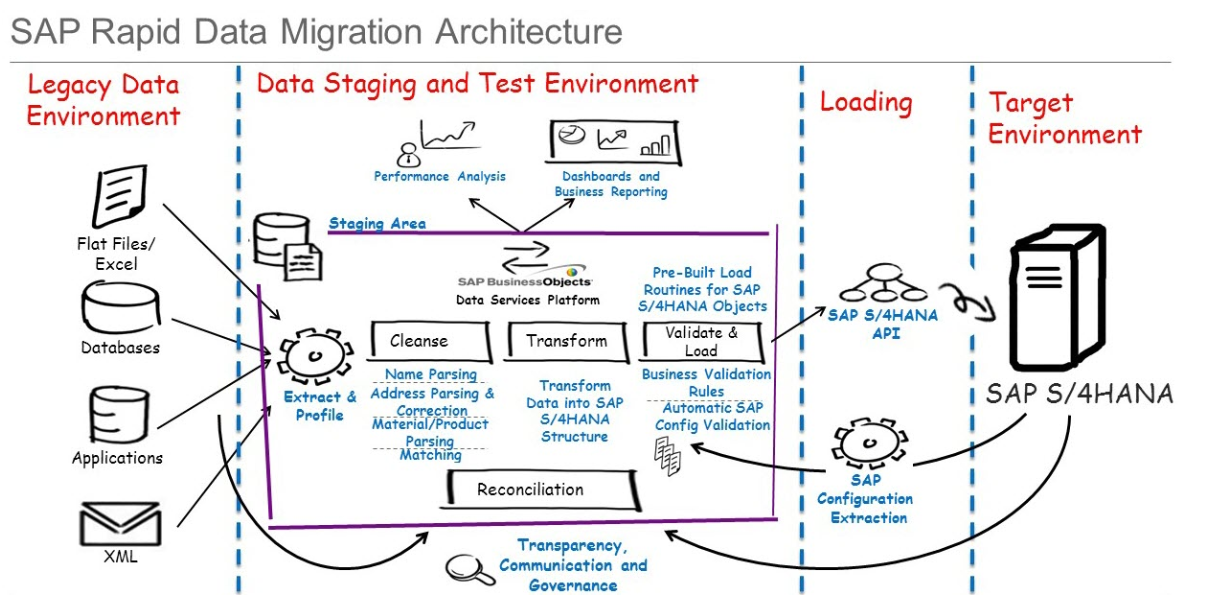 SAP Rapid Data Migration Architecture
Legacy Data
Environment
Data Staging and Test Environment
Loading
Target
Environment
Performance Analysis
Dashboards and
Business Reporting
Flat Files/
Excel
Databases
Applications
XML
Staging Area
SAP BusinessObjects
Data Services Platform
Pre-Built Load
Routines for SAP
S/4HANA Objects
Extract &
Profile
Cleanse
Name Parsing
Address Parsing &
Correction
Material/Product
Parsing
Matching
Transform
Transform
Data into SAP
S/4HANA
Structure
Validate &
Load
Business Validation
Rules
Automatic SAP
Config Validation
Reconciliation
Transparency,
Communication and
Governance
SAP S/4HANA
API
SAP
Configuration
Extraction
SAP S/4HANA